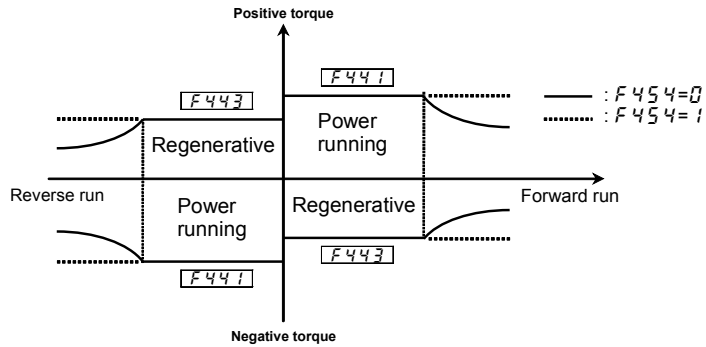 Positive torque
F441
F443
: F454=0
: F454=1
Power
running
Regenerative
Reverse run
Forward run
Power
running
Regenerative
F443
F441
Negative torque